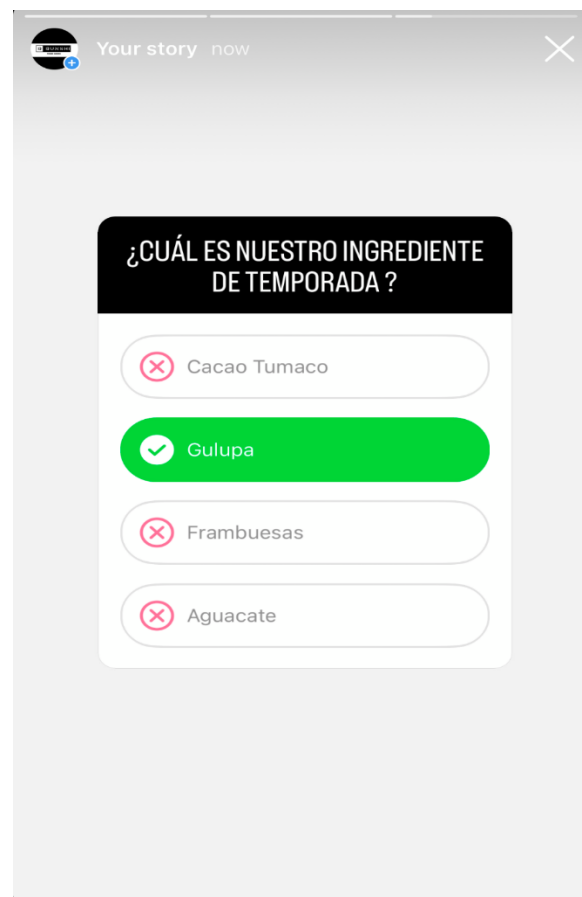 Your story now
¿CUÁL ES NUESTRO INGREDIENTE
DE TEMPORADA ?
Cacao Tumaco
Gulupa
Frambuesas
Aguacate